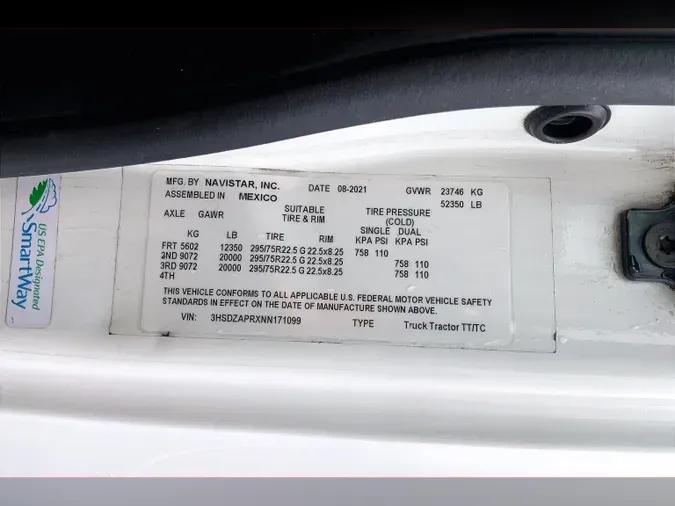 MFG. BY NAVISTAR, INC. DATE 08-2021 GVWR 23746 KG
ASSEMBLED IN MEXICO 52350 LB
SUITABLE TIRE PRESSURE
AXLE GAWR TIRE & RIM (COLD)
SINGLE DUAL
KG LB TIRE RIM KPA PSI KPA PSI
FRT 5602 12350 295/75R22.5 G 22.5x8.25 758 110
2ND 9072 20000 295/75R22.5 G 22.5x8.25 758 110
3RD 9072 20000 295/75R22.5 G 22.5x8.25 758 110
4TH
THIS VEHICLE CONFORMS TO ALL APPLICABLE U.S. FEDERAL MOTOR VEHICLE SAFETY
STANDARDS IN EFFECT ON THE DATE OF MANUFACTURE SHOWN ABOVE.
VIN: 3HSDZAPRXNN171099 TYPE Truck Tractor TT/TC
US EPA Designated
SmartWay